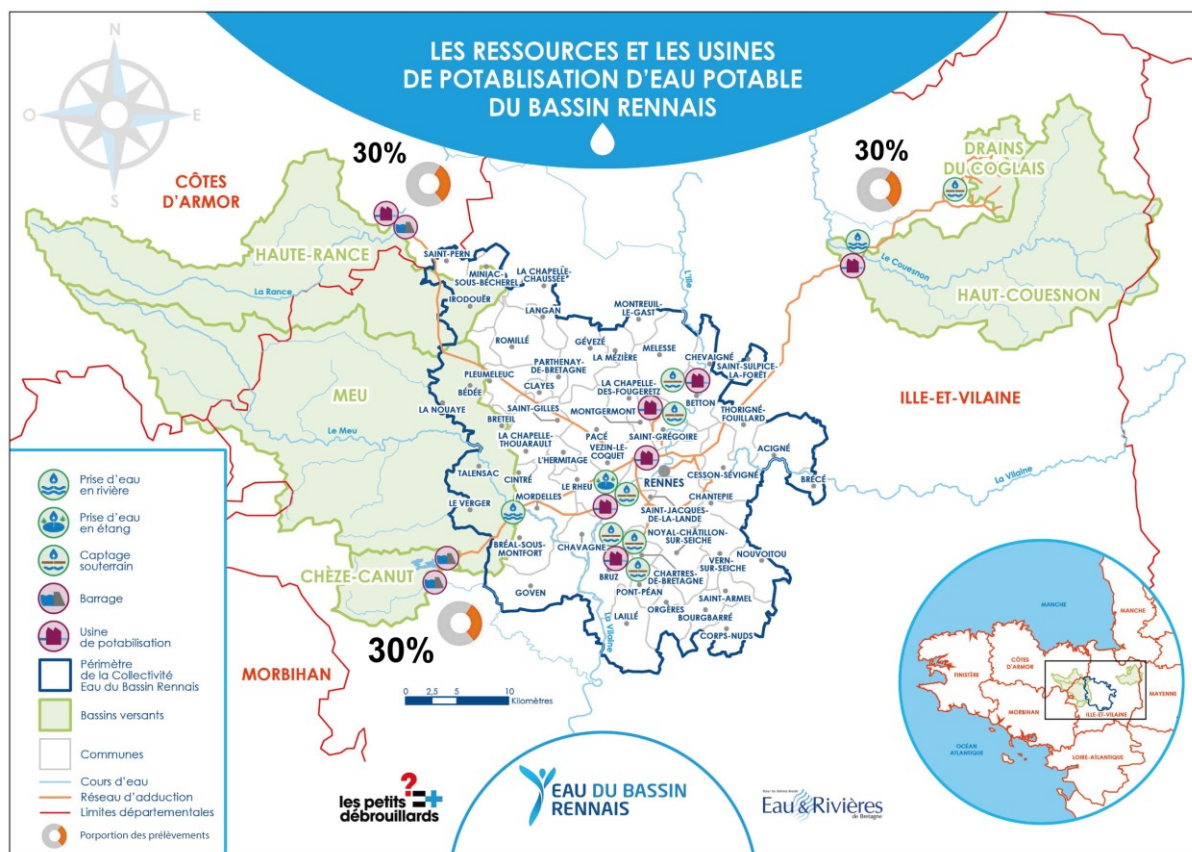 LES RESSOURCES ET LES USINES
DE POTABLISATION D'EAU POTABLE
DU BASSIN RENNAIS
N
O
E
S
30%
30%
CÔTES
D'ARMOR
DRAINS
DU COGLAIS
HAUTE-RANCE
La Rance
SAINT-PERN
MINIAC-
SOUS-BÉCHEREL
LA CHAPELLE-
CHAUSSÉE
IRODOUËR
LANGAN
L'Ille
MONTREUIL-
LE-GAST
Le Couesnon
HAUT-COUESNON
ROMILLÉ
GÉVEZÉ
LA MÉZIÈRE
MELESSE
CHEVAIGNÉ
SAINT-SULPICE-
LA-FORÊT
PARTHENAY-
DE-BRETAGNE
PLEUMELEUC
BÉDÉE
CLAYES
LA CHAPELLE-
DES-FOUGERETZ
BETTON
MEU
LA NOUAYE
SAINT-GILLES
MONTGERMONT
THORIGNÉ-
FOUILLARD
ILLE-ET-VILAINE
BRETEIL
Le Meu
LA CHAPELLE-
THOUARAULT
PACÉ
SAINT-GRÉGOIRE
VEZIN-LE-
COQUET
L'HERMITAGE
ACIGNÉ
TALENSAC
CINTRÉ
LE RHEU
RENNES
CESSON-SÉVIGNÉ
BRÉCÉ
La Vilaine
LE VERGER
MORDELLES
CHANTEPIE
SAINT-JACQUES-
DE-LA-LANDE
BRÉAL-SOUS-
MONTFORT
CHAVAGNE
NOYAL-CHÂTILLON-
SUR-SEICHE
NOUVOITOU
VERN-
SUR-SEICHE
CHÈZE-CANUT
BRUZ
CHARTRES-
DE-BRETAGNE
GOVEN
PONT-PÉAN
SAINT-ARMEL
ORGÈRES
LAILLÉ
BOURGBARRÉ
CORPS-NUDS
La Vilaine
30%
MORBIHAN
0
2,5
5
10
Kilomètres
Prise d'eau
en rivière
Prise d'eau
en étang
Captage
souterrain
Barrage
Usine
de potabilisation
Périmètre
de la Collectivité
Eau du Bassin Rennais
Bassins versants
Communes
Cours d'eau
Réseau d'adduction
Limites départementales
Proportion des prélèvements
les petits
débrouillards
EAU DU BASSIN
RENNAIS
Eau & Rivières
de Bretagne
MANCHE
MANCHE
CÔTES
D'ARMOR
FINISTÈRE
MAYENNE
MORBIHAN
ILLE-ET-VILAINE
OCÉAN
ATLANTIQUE
LOIRE-ATLANTIQUE